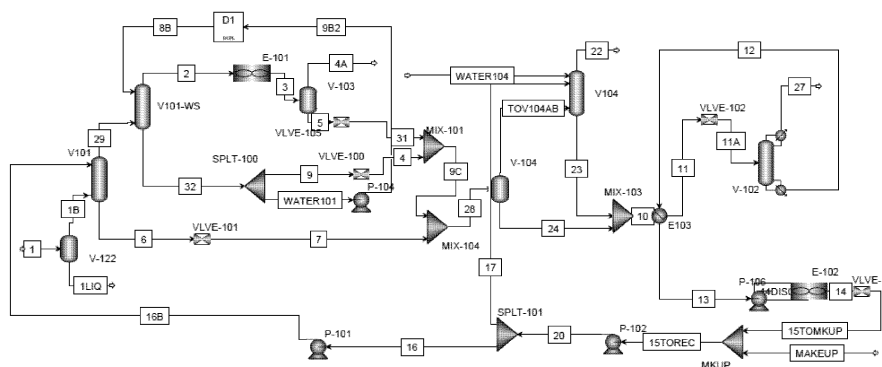 D1
8B
9B2
2
E-101
4A
22
12
3
V-103
WATER104
V101-WS
V104
27
5
VLVE-105
TOV104AB
VLVE-102
29
31
MIX-101
V101
SPLT-100
VLVE-100
11A
V-104
9
4
23
11
32
P-104
9C
V-102
1B
WATER101
28
MIX-103
10
VLVE-101
E103
1
6
7
24
V-122
MIX-104
17
P-106
E-102
1LIQ
13
14
VLVE-
16B
SPLT-101
15TOMKUP
P-101
P-102
16
20
15TOREC
MAKEUP
MKUP